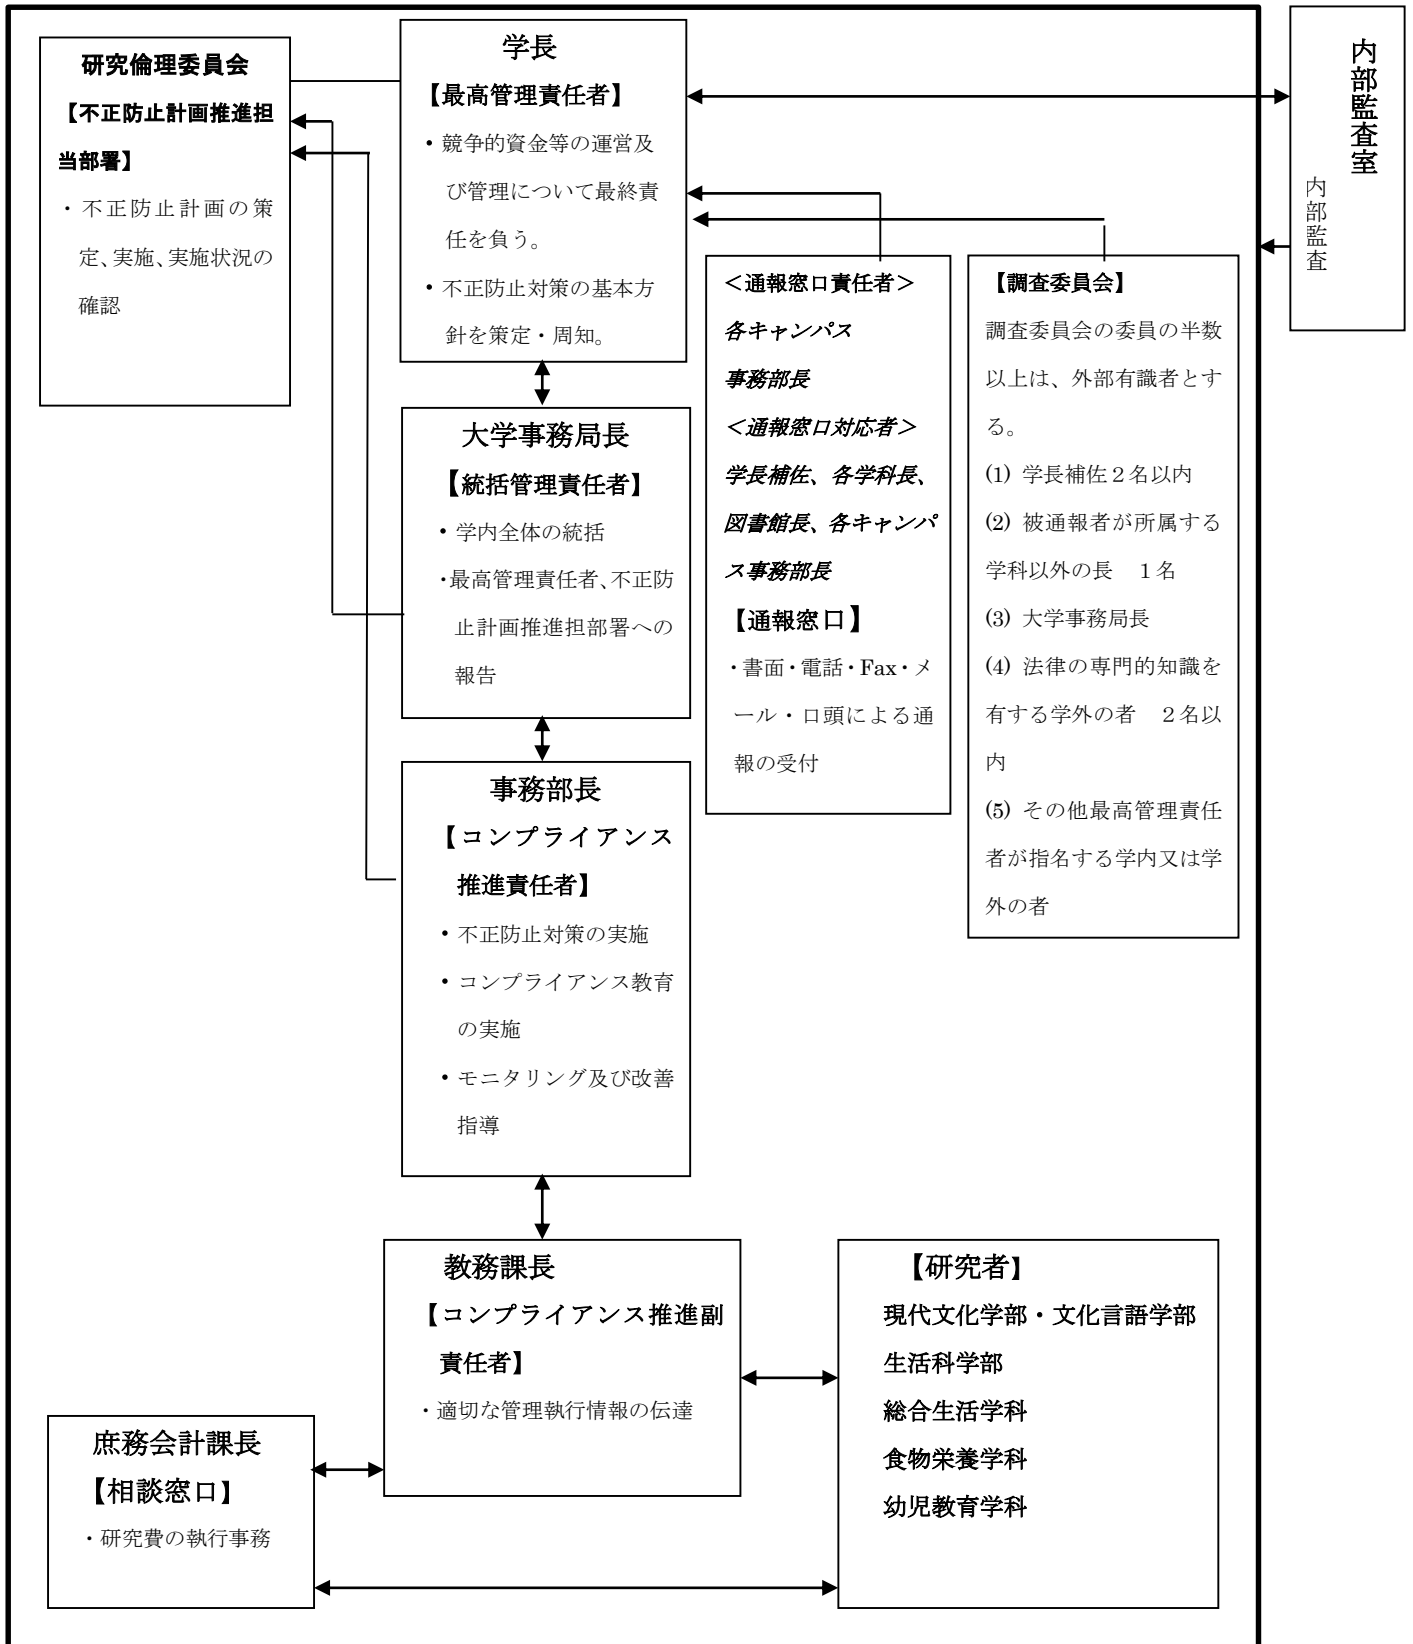 研究倫理委員会
【不正防止計画推進担
当部署】
・不正防止計画の策
定、実施、実施状況の
確認
学長
【最高管理責任者】
・競争的資金等の運営及
び管理について最終責
任を負う。
・不正防止対策の基本方
針を策定・周知。
内部監査室
内部監査
大学事務局長
【統括管理責任者】
・学内全体の統括
・最高管理責任者、不正防
止計画推進担部署への
報告
＜通報窓口責任者＞
各キャンパス
事務部長
＜通報窓口対応者＞
学長補佐、各学科長、
図書館長、各キャンパ
ス事務部長
【通報窓口】
・書面・電話・Fax・メ
ール・口頭による通
報の受付
【調査委員会】
調査委員会の委員の半数
以上は、外部有識者とす
る。
(1) 学長補佐２名以内
(2) 被通報者が所属する
学科以外の長　１名
(3) 大学事務局長
(4) 法律の専門的知識を
有する学外の者　２名以
内
(5) その他最高管理責任
者が指名する学内又は学
外の者
事務部長
【コンプライアンス
推進責任者】
・不正防止対策の実施
・コンプライアンス教育
の実施
・モニタリング及び改善
指導
教務課長
【コンプライアンス推進副
責任者】
・適切な管理執行情報の伝達
【研究者】
現代文化学部・文化言語学部
生活科学部
総合生活学科
食物栄養学科
幼児教育学科
庶務会計課長
【相談窓口】
・研究費の執行事務